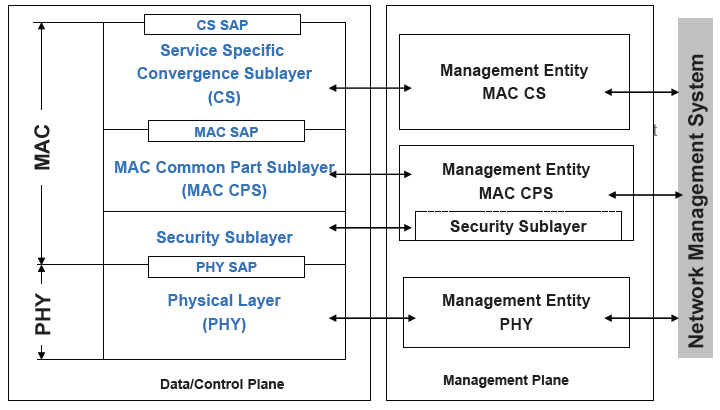 CS SAP
Service Specific
Convergence Sublayer
(CS)
MAC SAP
MAC Common Part Sublayer
(MAC CPS)
Security Sublayer
PHY SAP
Physical Layer
(PHY)
Data/Control Plane
MAC
PHY
Management Entity
MAC CS
Management Entity
MAC CPS
Security Sublayer
Management Entity
PHY
Management Plane
t
Network Management System